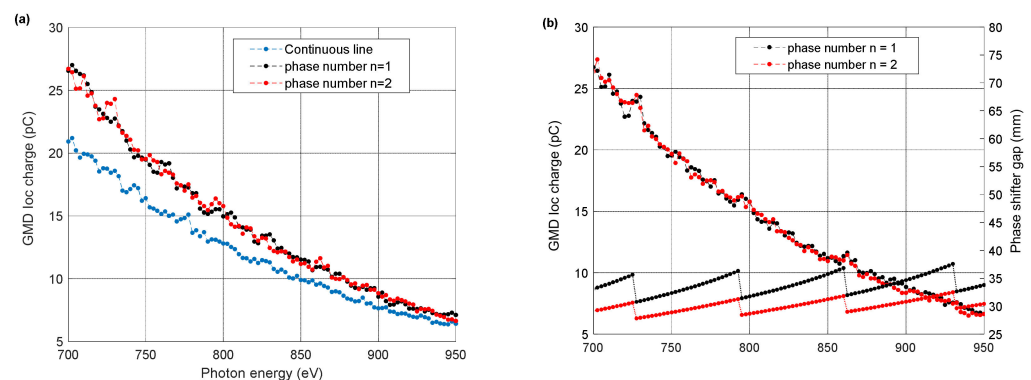 (a)
30
25
20
15
10
5
GMD Ioc charge (pC)
Continuous line
phase number n=1
phase number n=2
700 750 800 850 900 950
Photon energy (eV)
(b)
30
25
20
15
10
5
GMD Ioc charge (pC)
phase number n = 1
phase number n = 2
80
75
70
65
60
55
50
45
40
35
30
25
Phase shifter gap (mm)
700 750 800 850 900 950